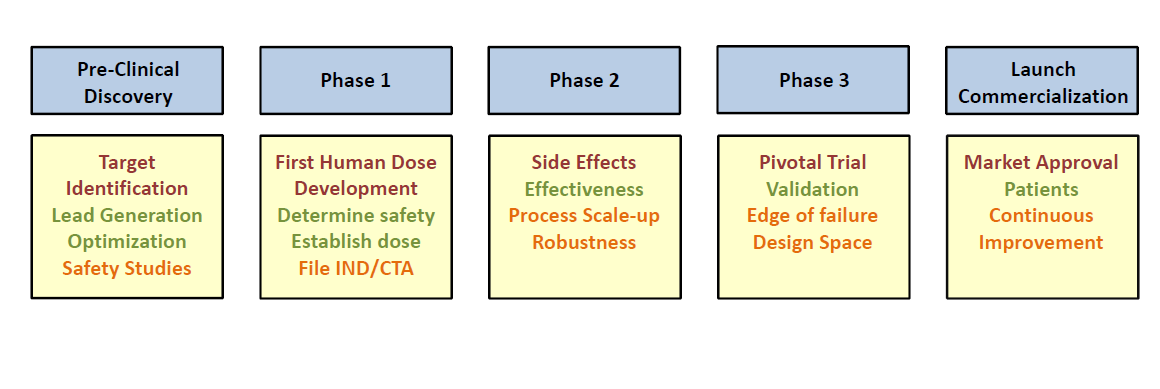 Pre-Clinical
Discovery
Phase 1
Phase 2
Phase 3
Launch
Commercialization
Target
Identification
Lead Generation
Optimization
Safety Studies
First Human Dose
Development
Determine safety
Establish dose
File IND/CTA
Side Effects
Effectiveness
Process Scale-up
Robustness
Pivotal Trial
Validation
Edge of failure
Design Space
Market Approval
Patients
Continuous
Improvement